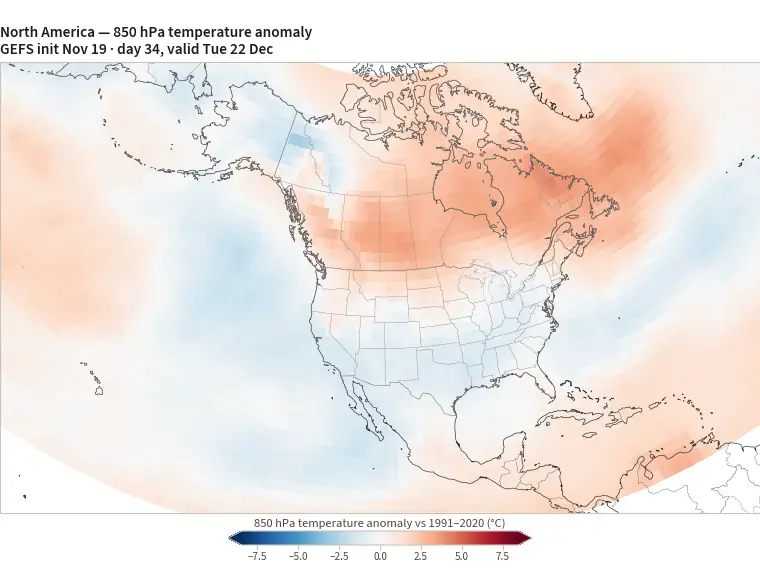 North America — 850 hPa temperature anomaly
GEFS init Nov 19 · day 34, valid Tue 22 Dec
850 hPa temperature anomaly vs 1991–2020 (°C)
−7.5 −5.0 −2.5 0.0 2.5 5.0 7.5